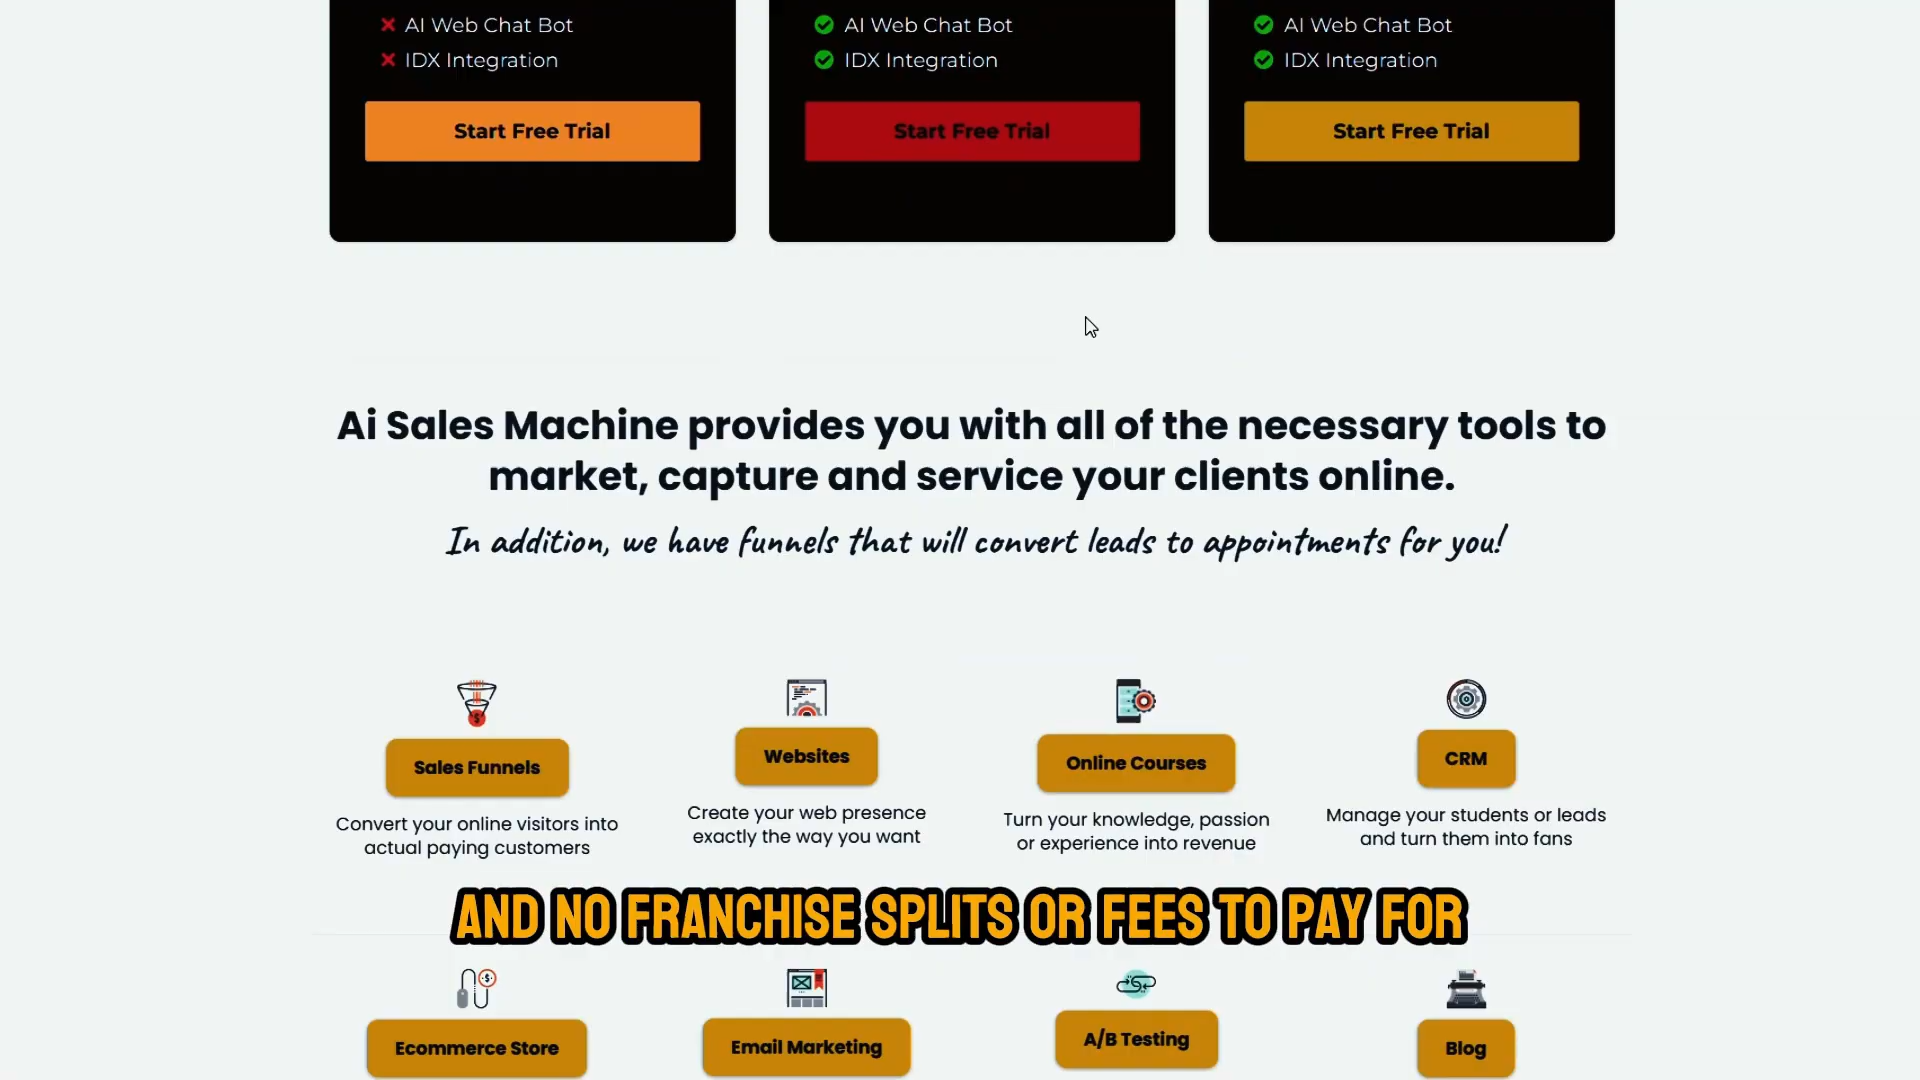 AI Web Chat Bot
IDX Integration
Start Free Trial
AI Web Chat Bot
IDX Integration
Start Free Trial
AI Web Chat Bot
IDX Integration
Start Free Trial
Ai Sales Machine provides you with all of the necessary tools to
market, capture and service your clients online.
In addition, we have funnels that will convert leads to appointments for you!
Sales Funnels
Convert your online visitors into
actual paying customers
Websites
Create your web presence
exactly the way you want
Online Courses
Turn your knowledge, passion
or experience into revenue
CRM
Manage your students or leads
and turn them into fans
AND NO FRANCHISE SPLITS OR FEES TO PAY FOR
Ecommerce Store
Email Marketing
A/B Testing
Blog